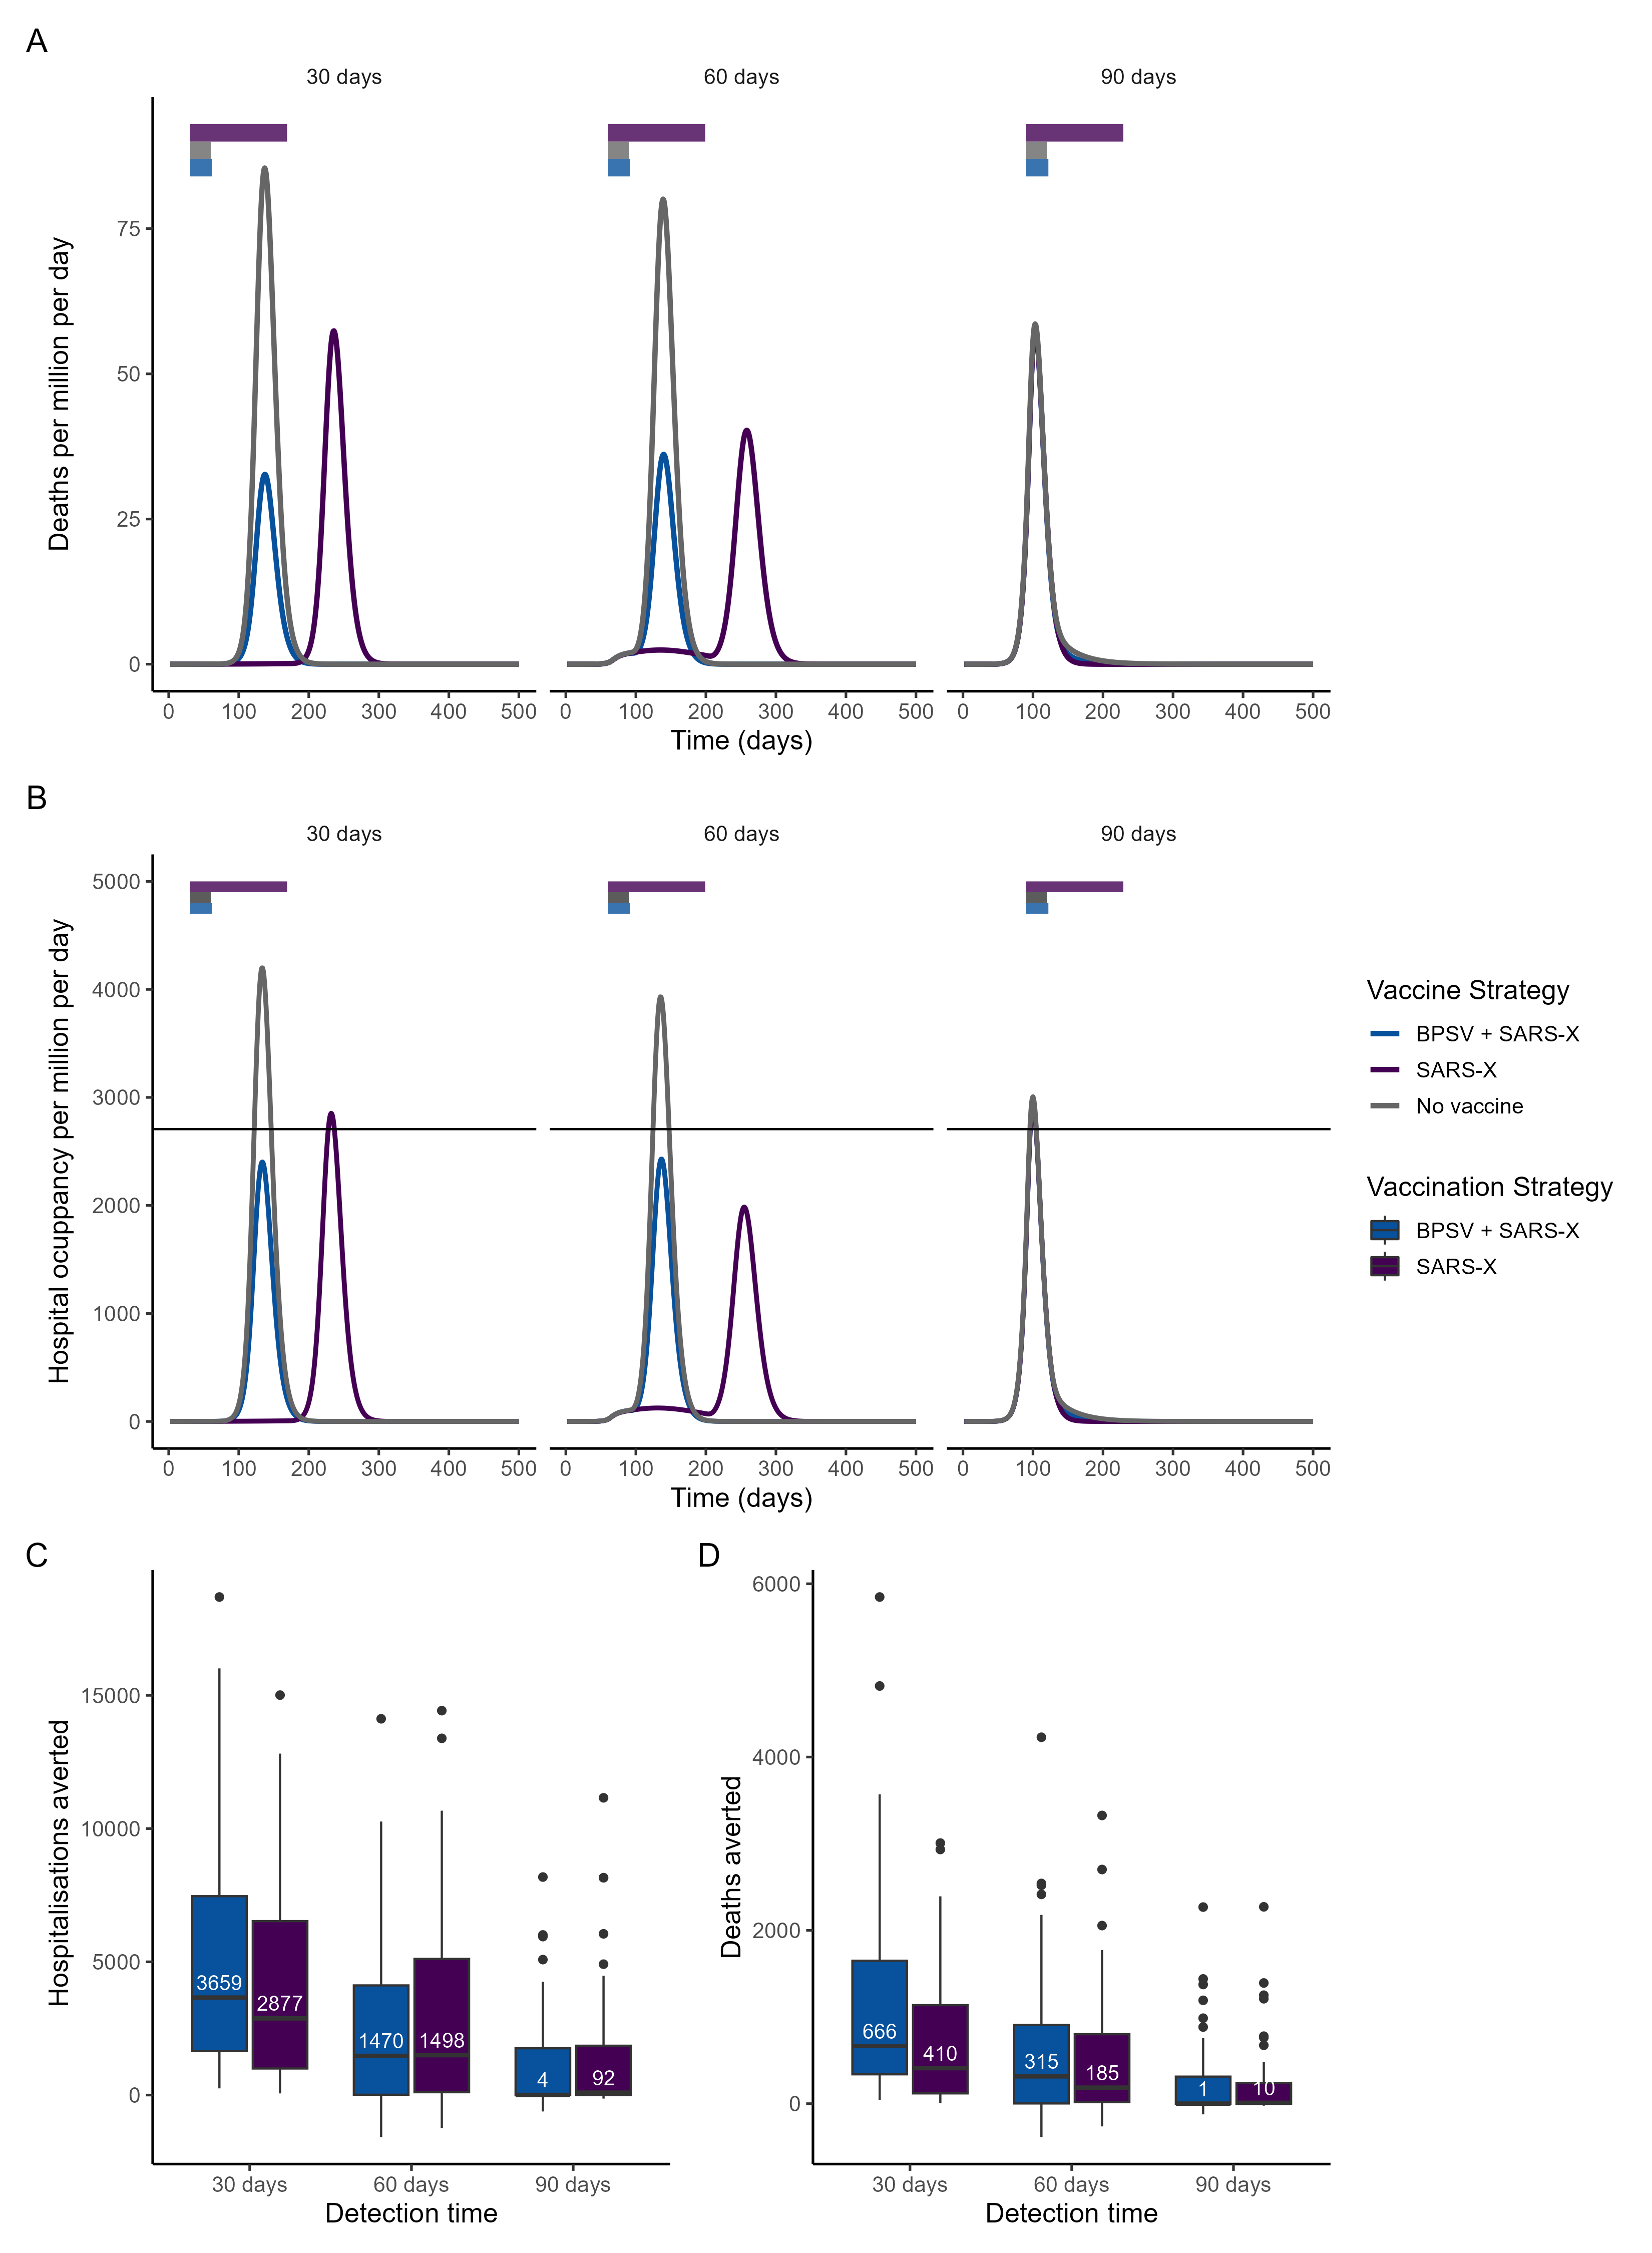 A
30 days
60 days
90 days
Deaths per million per day
75
50
25
0
0 100 200 300 400 500
0 100 200 300 400 500
0 100 200 300 400 500
Time (days)
B
30 days
60 days
90 days
Hospital ocuppancy per million per day
5000
4000
3000
2000
1000
0
0 100 200 300 400 500
0 100 200 300 400 500
0 100 200 300 400 500
Time (days)
Vaccine Strategy
BPSV + SARS-X
SARS-X
No vaccine
Vaccination Strategy
BPSV + SARS-X
SARS-X
C
Hospitalisations averted
15000
10000
5000
0
3659
2877
1470
1498
4
92
30 days
60 days
90 days
Detection time
D
Deaths averted
6000
4000
2000
0
666
410
315
185
1
10
30 days
60 days
90 days
Detection time